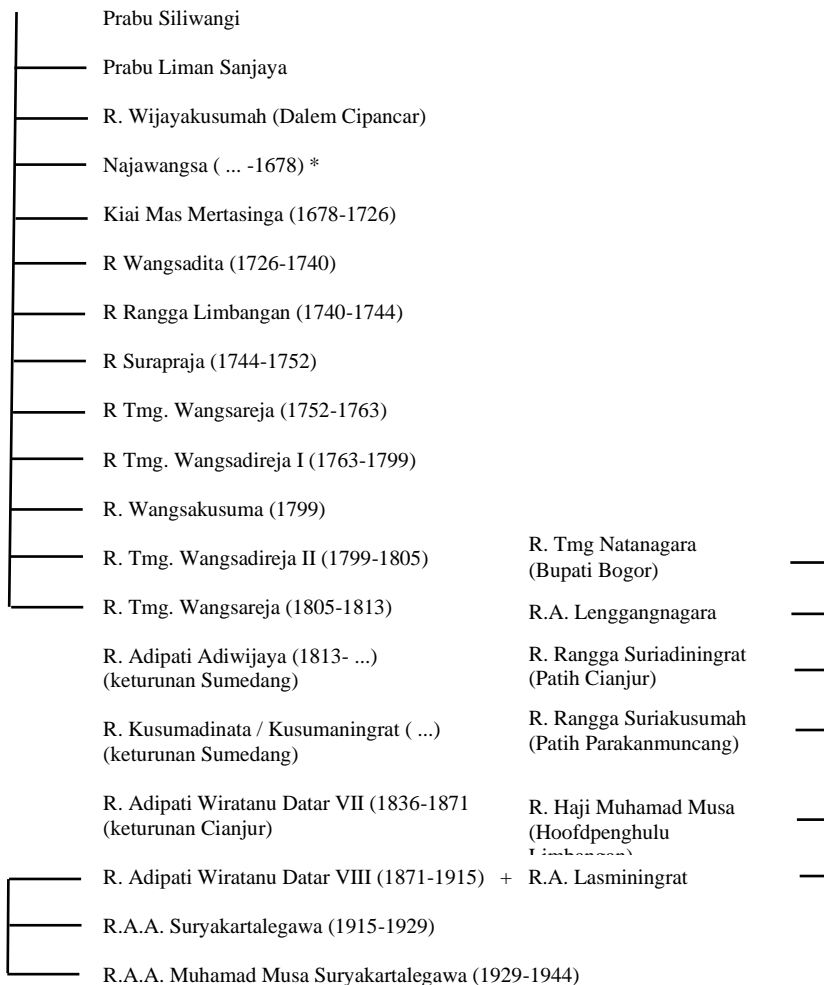 Prabu Siliwangi
Prabu Liman Sanjaya
R. Wijayakusumah (Dalem Cipancar)
Najawangsa ( ... -1678) *
Kiai Mas Mertasinga (1678-1726)
R Wangsadita (1726-1740)
R Rangga Limbangan (1740-1744)
R Surapraja (1744-1752)
R Tmg. Wangsareja (1752-1763)
R Tmg. Wangsadireja I (1763-1799)
R. Wangsakusuma (1799)
R. Tmg. Wangsadireja II (1799-1805)
R. Tmg. Wangsareja (1805-1813)
R. Adipati Adiwijaya (1813- ...)
(keturunan Sumedang)
R. Kusumadinata / Kusumaningrat ( ...)
(keturunan Sumedang)
R. Adipati Wiratanu Datar VII (1836-1871
(keturunan Cianjur)
R. Tmg Natanagara
(Bupati Bogor)
R.A. Lenggangnagara
R. Rangga Suriadiningrat
(Patih Cianjur)
R. Rangga Suriakusumah
(Patih Parakanmuncang)
R. Haji Muhamad Musa
(Hoofdpenghulu
R. Adipati Wiratanu Datar VIII (1871-1915) + R.A. Lasminingrat
R.A.A. Suryakartalegawa (1915-1929)
R.A.A. Muhamad Musa Suryakartalegawa (1929-1944)